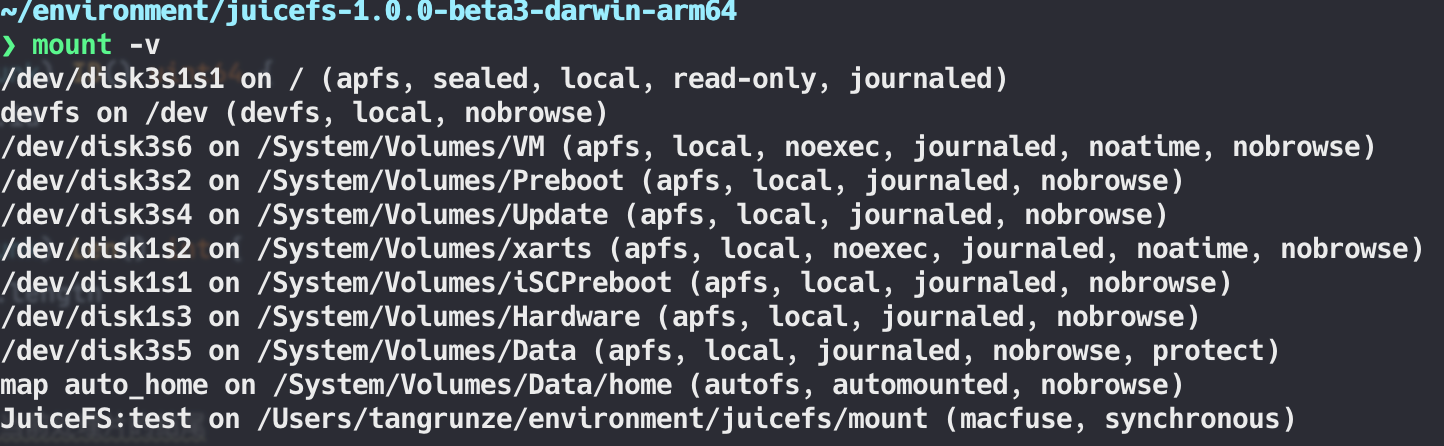 ~/environment/juicefs-1.0.0-beta3-darwin-arm64
❯ mount -v
/dev/disk3s1s1 on / (apfs, sealed, local, read-only, journaled)
devfs on /dev (devfs, local, nobrowse)
/dev/disk3s6 on /System/Volumes/VM (apfs, local, noexec, journaled, noatime, nobrowse)
/dev/disk3s2 on /System/Volumes/Preboot (apfs, local, journaled, nobrowse)
/dev/disk3s4 on /System/Volumes/Update (apfs, local, journaled, nobrowse)
/dev/disk1s2 on /System/Volumes/xarts (apfs, local, noexec, journaled, noatime, nobrowse)
/dev/disk1s1 on /System/Volumes/iSCPreboot (apfs, local, journaled, nobrowse)
/dev/disk1s3 on /System/Volumes/Hardware (apfs, local, journaled, nobrowse)
/dev/disk3s5 on /System/Volumes/Data (apfs, local, journaled, nobrowse, protect)
map auto_home on /System/Volumes/Data/home (autofs, automounted, nobrowse)
JuiceFS:test on /Users/tangrunze/environment/juicefs/mount (macfuse, synchronous)